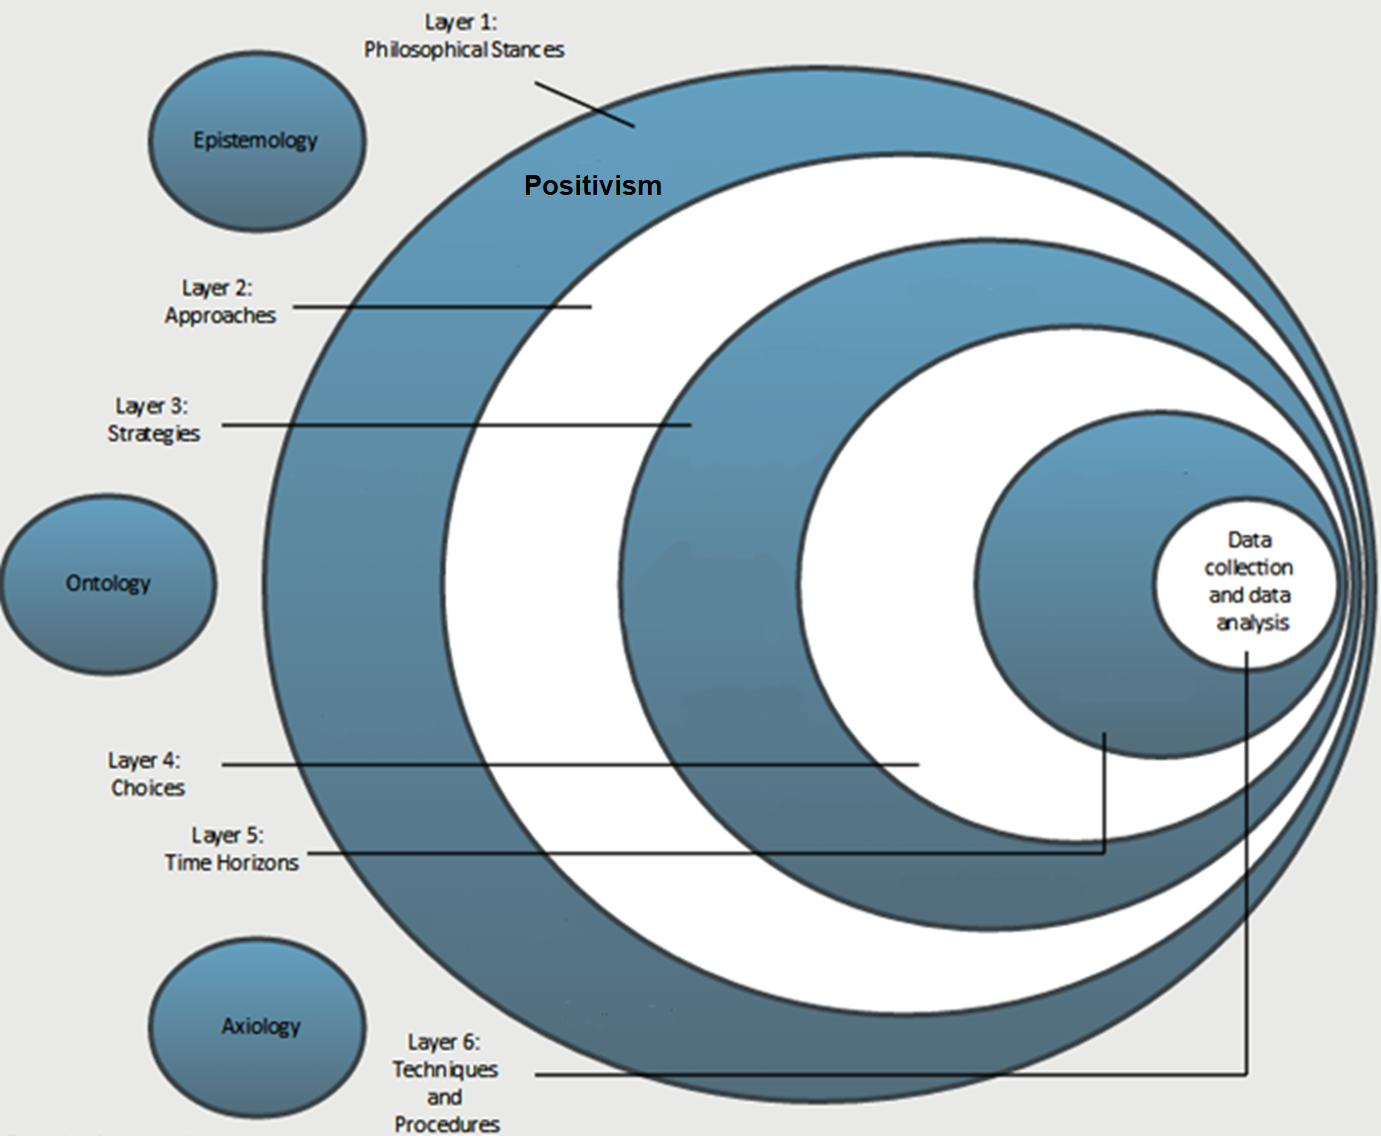 Layer 1:
Philosophical Stances
Epistemology
Positivism
Layer 2:
Approaches
Layer 3:
Strategies
Data
collection
and data
analysis
Ontology
Layer 4:
Choices
Layer 5:
Time Horizons
Axiology
Layer 6:
Techniques
and
Procedures